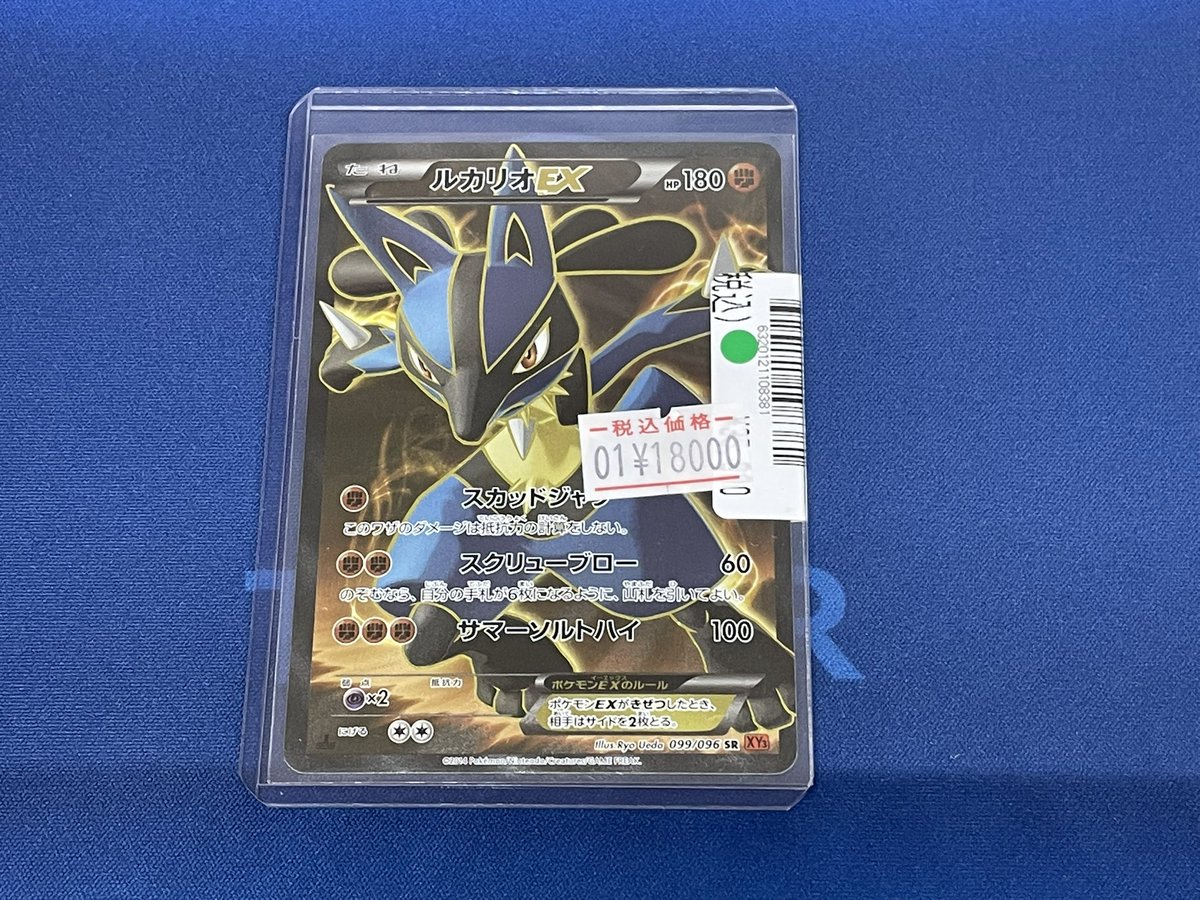 たね ルカリオEX HP180
税込)
6320121108381
税込価格
01¥18000
スカッドジャブ
このワザのダメージは抵抗力の計算をしない。
スクリューブロー 60
のぞむなら、自分の手札が6枚になるように、山札を引いてよい。
サマーソルトハイ 100
弱点 抵抗力
×2
ポケモンEXのルール
ポケモンEXがきぜつしたとき、
相手はサイドを2枚とる。
にげる
Illus. Ryo Ueda 099/096 SR XY3
©2014 Pokémon/Nintendo/Creatures/GAME FREAK.